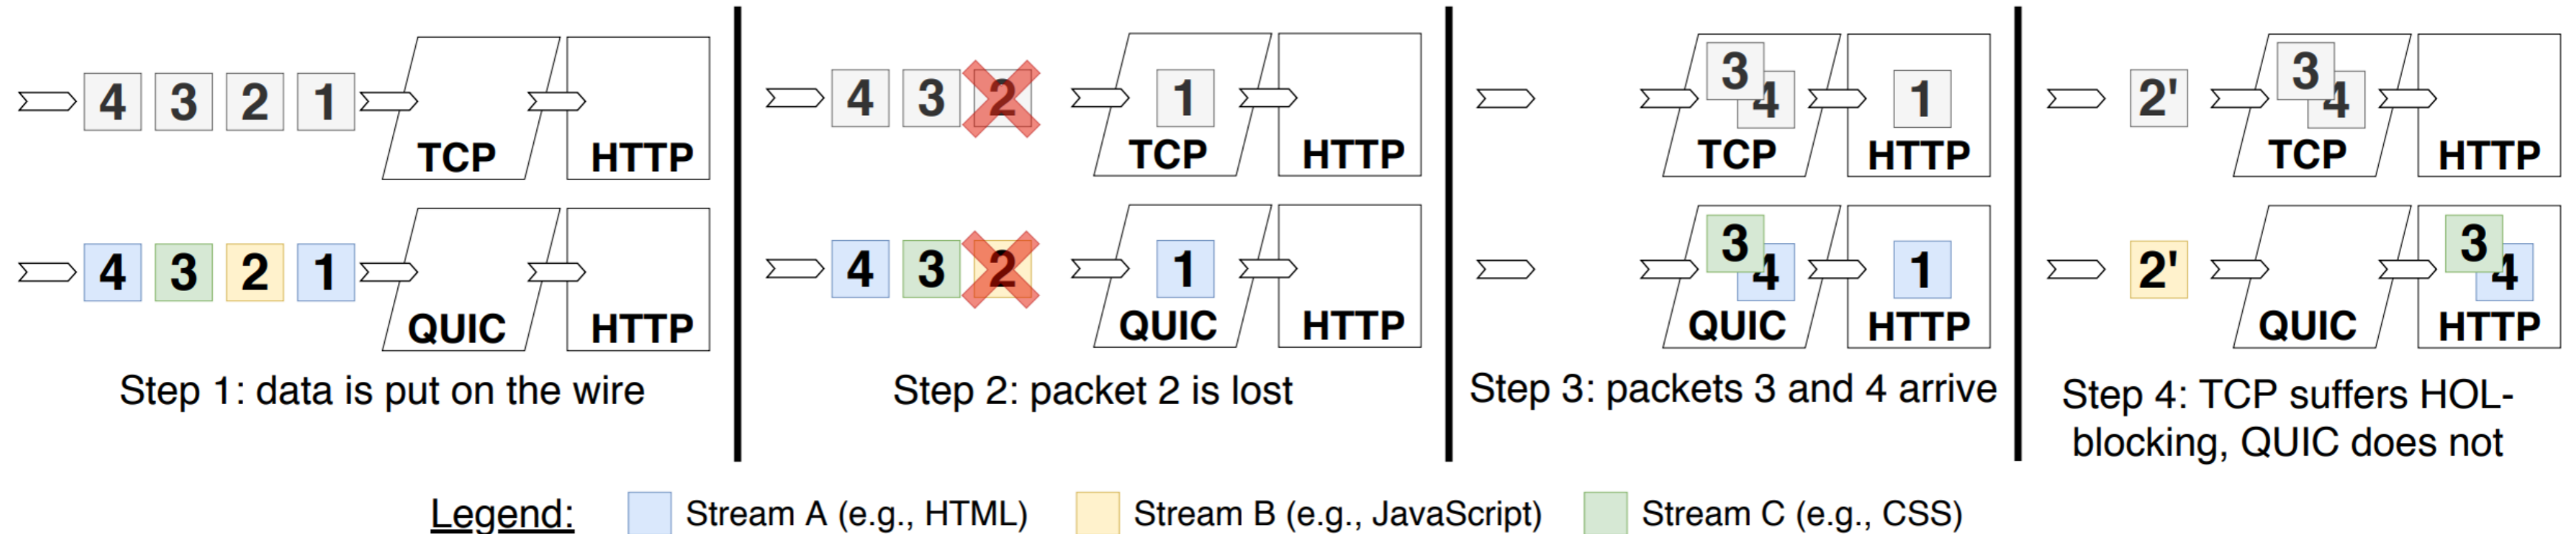 4 3 2 1 TCP HTTP
4 3 2 1 QUIC HTTP
Step 1: data is put on the wire
4 3 2 1 TCP HTTP
4 3 2 1 QUIC HTTP
Step 2: packet 2 is lost
3 4 TCP 1 HTTP
3 4 QUIC 1 HTTP
Step 3: packets 3 and 4 arrive
2' 3 4 TCP HTTP
2' QUIC 3 4 HTTP
Step 4: TCP suffers HOL-
blocking, QUIC does not
Legend: Stream A (e.g., HTML) Stream B (e.g., JavaScript) Stream C (e.g., CSS)